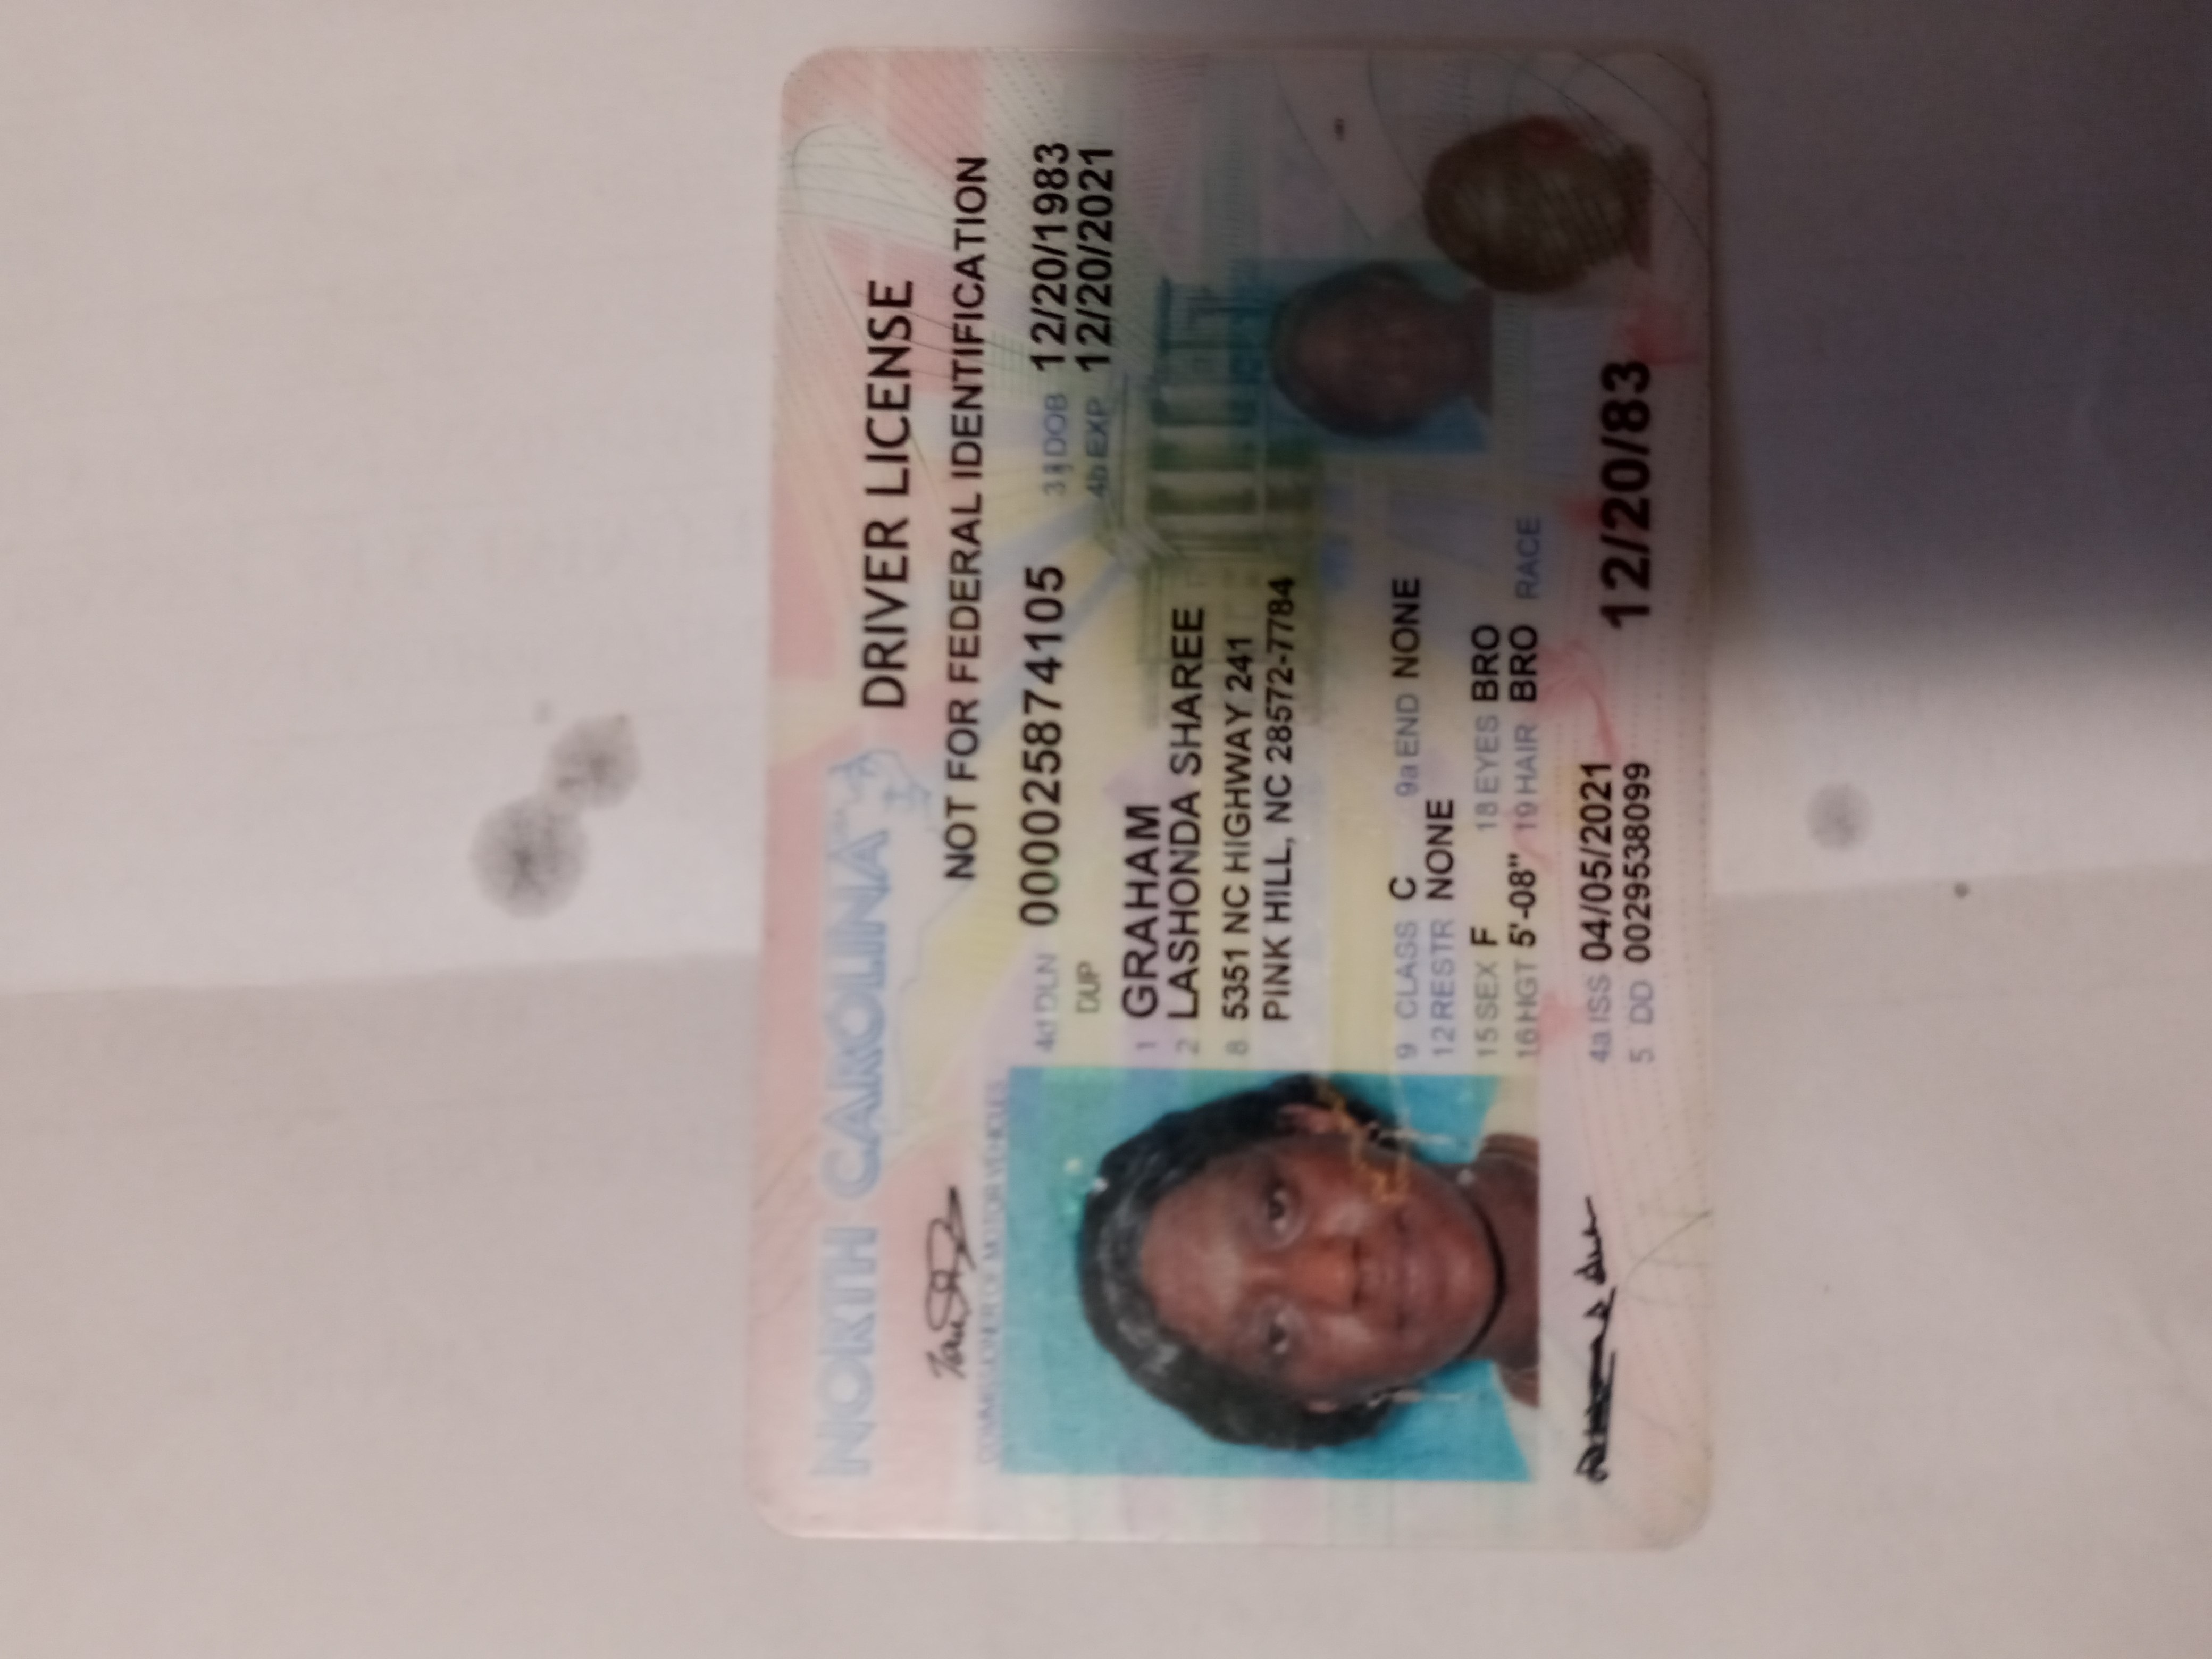 NORTH CAROLINA
DRIVER LICENSE
NOT FOR FEDERAL IDENTIFICATION
COMMISSIONER OF MOTOR VEHICLES
4d DLN 000025874105
3 DOB 12/20/1983
DUP
4b EXP 12/20/2021
1 GRAHAM
2 LASHONDA SHAREE
8 5351 NC HIGHWAY 241
PINK HILL, NC 28572-7784
9 CLASS C 9a END NONE
12 RESTR NONE
15 SEX F 18 EYES BRO
16 HGT 5'-08" 19 HAIR BRO RACE
4a ISS 04/05/2021
5 DD 0029538099
12/20/83